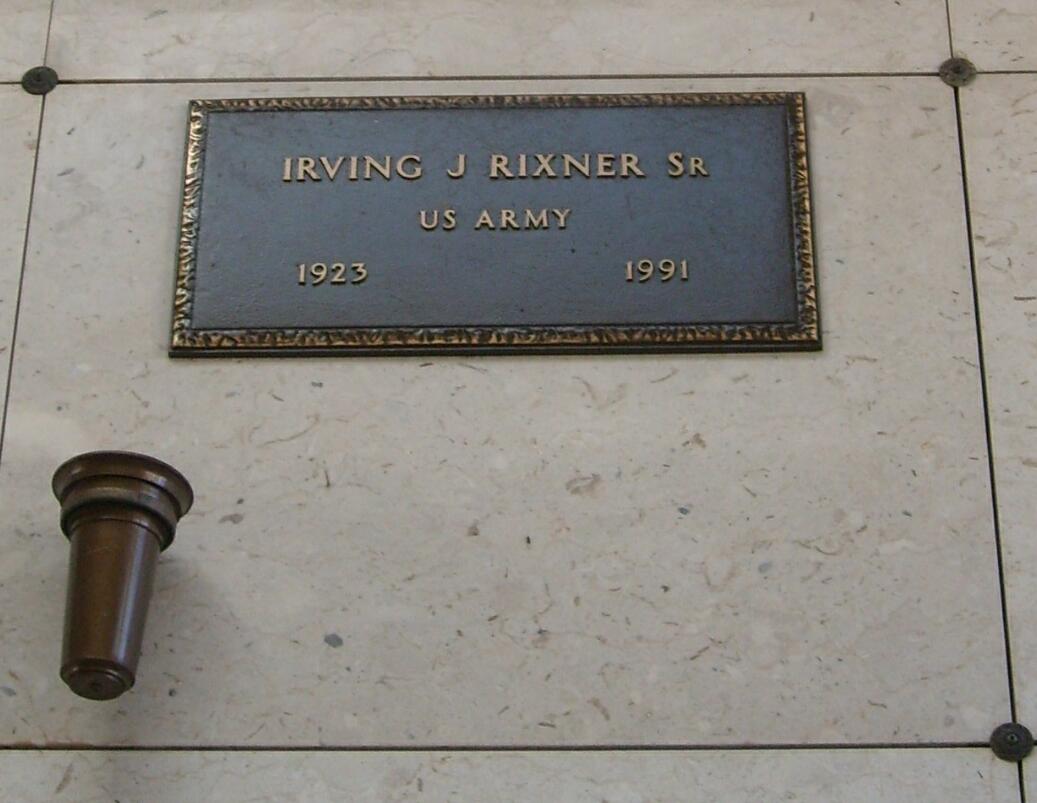 IRVING J RIXNER SR
US ARMY
1923 1991